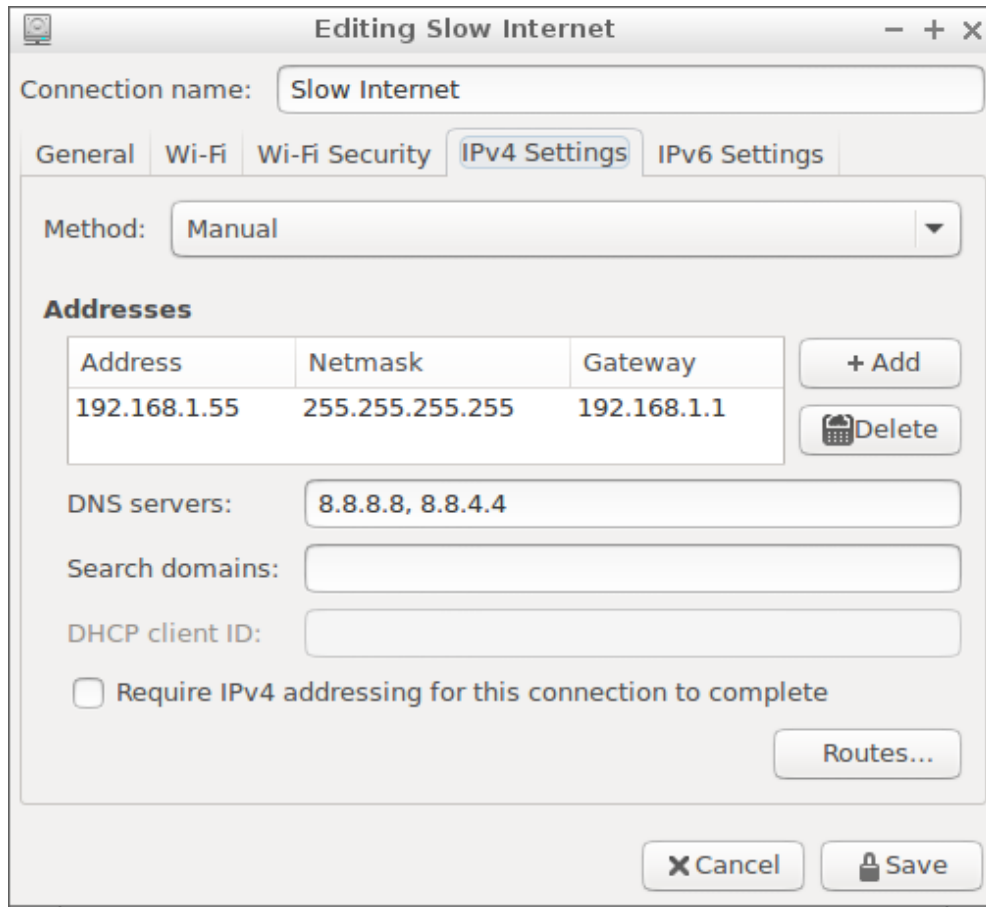 Editing Slow Internet
Connection name: Slow Internet
General Wi-Fi Wi-Fi Security IPv4 Settings IPv6 Settings
Method: Manual
Addresses
Address Netmask Gateway + Add
192.168.1.55 255.255.255.255 192.168.1.1
Delete
DNS servers: 8.8.8.8, 8.8.4.4
Search domains:
DHCP client ID:
Require IPv4 addressing for this connection to complete
Routes...
Cancel Save